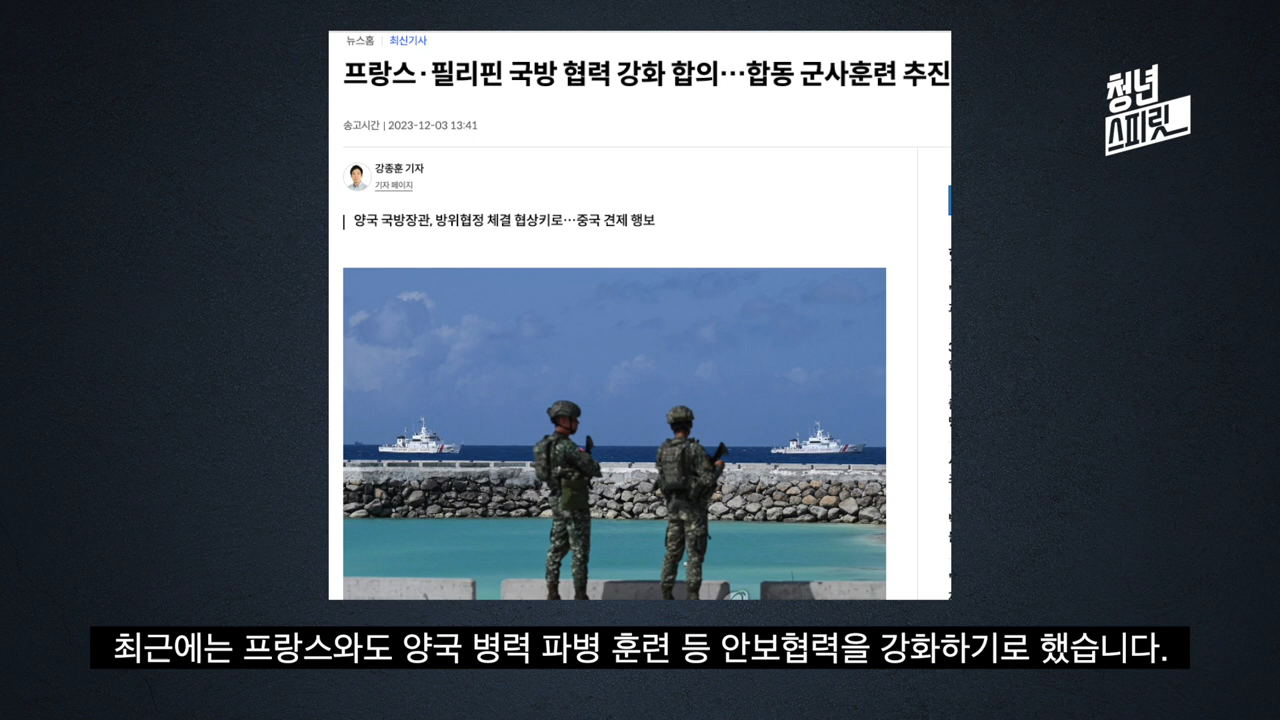 뉴스홈 | 최신기사
프랑스·필리핀 국방 협력 강화 합의…합동 군사훈련 추진
송고시간 | 2023-12-03 13:41
강종훈 기자
기자 페이지
양국 국방장관, 방위협정 체결 협상키로…중국 견제 행보
청년
스피릿
최근에는 프랑스와도 양국 병력 파병 훈련 등 안보협력을 강화하기로 했습니다.